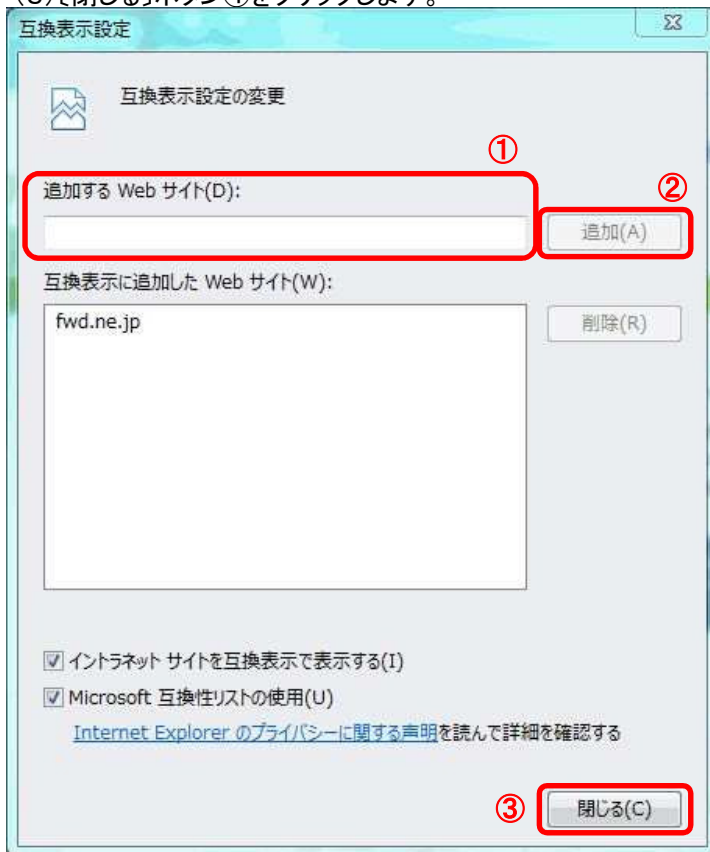 互換表示設定
互換表示設定の変更
①
追加する Web サイト(D):
②
追加(A)
互換表示に追加した Web サイト(W):
fwd.ne.jp
削除(R)
イントラネット サイトを互換表示で表示する(I)
Microsoft 互換性リストの使用(U)
Internet Explorer のプライバシーに関する声明を読んで詳細を確認する
③
閉じる(C)